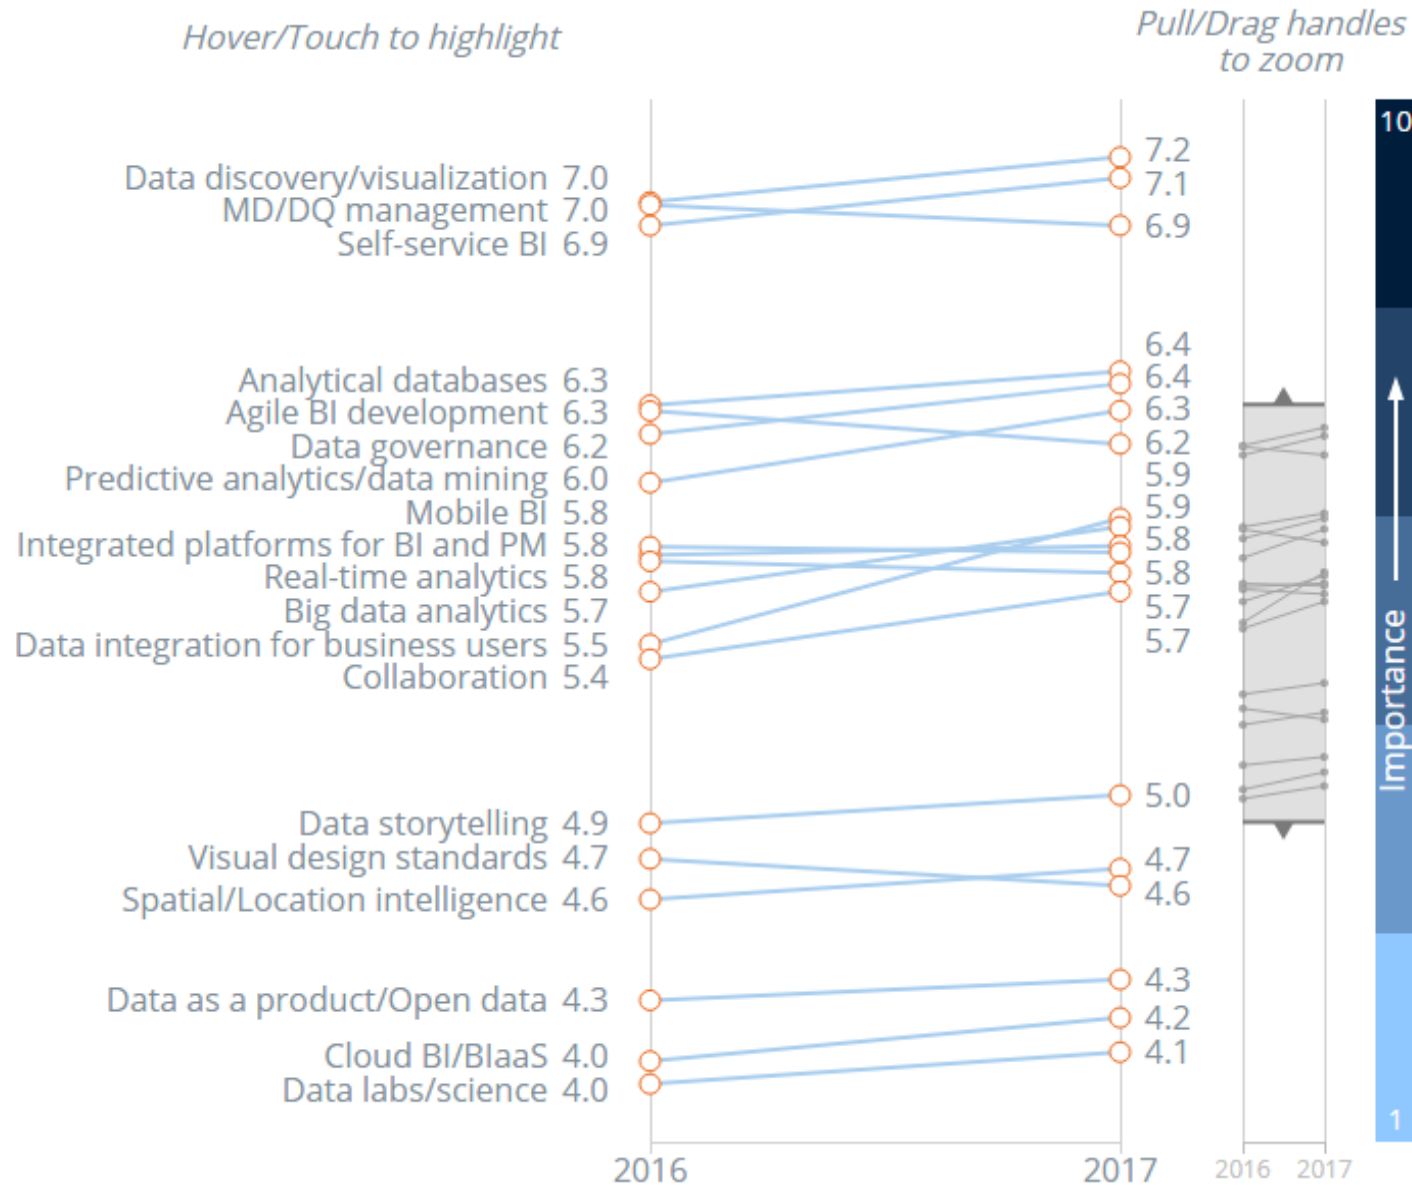 Hover/Touch to highlight
Pull/Drag handles
to zoom
10
Data discovery/visualization 7.0
MD/DQ management 7.0
Self-service BI 6.9
7.2
7.1
6.9
Analytical databases 6.3
Agile BI development 6.3
Data governance 6.2
Predictive analytics/data mining 6.0
Mobile BI 5.8
Integrated platforms for BI and PM 5.8
Real-time analytics 5.8
Big data analytics 5.7
Data integration for business users 5.5
Collaboration 5.4
6.4
6.4
6.3
6.2
5.9
5.9
5.8
5.8
5.7
5.7
Importance
Data storytelling 4.9
Visual design standards 4.7
Spatial/Location intelligence 4.6
5.0
4.7
4.6
Data as a product/Open data 4.3
Cloud BI/BIaaS 4.0
Data labs/science 4.0
4.3
4.2
4.1
1
2016 2017 2016 2017